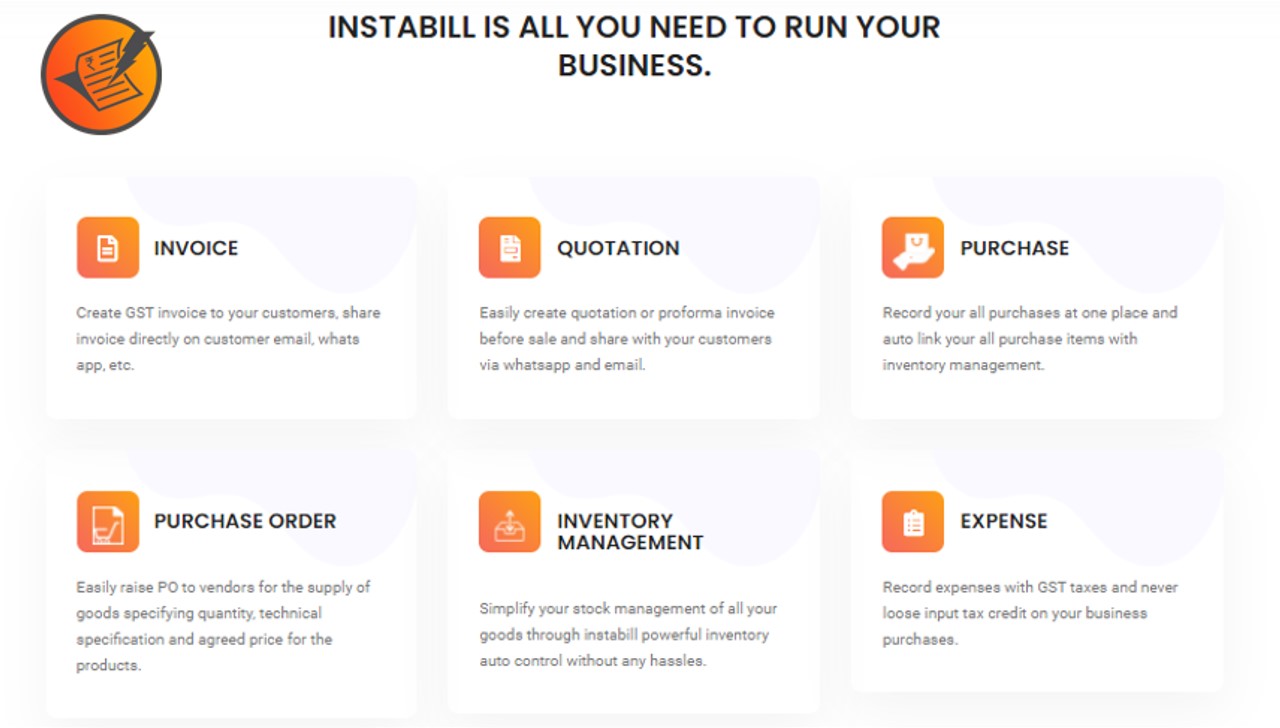 INSTABILL IS ALL YOU NEED TO RUN YOUR
BUSINESS.
INVOICE
Create GST invoice to your customers, share
invoice directly on customer email, whats
app, etc.
QUOTATION
Easily create quotation or proforma invoice
before sale and share with your customers
via whatsapp and email.
PURCHASE
Record your all purchases at one place and
auto link your all purchase items with
inventory management.
PURCHASE ORDER
Easily raise PO to vendors for the supply of
goods specifying quantity, technical
specification and agreed price for the
products.
INVENTORY
MANAGEMENT
Simplify your stock management of all your
goods through instabill powerful inventory
auto control without any hassles.
EXPENSE
Record expenses with GST taxes and never
loose input tax credit on your business
purchases.